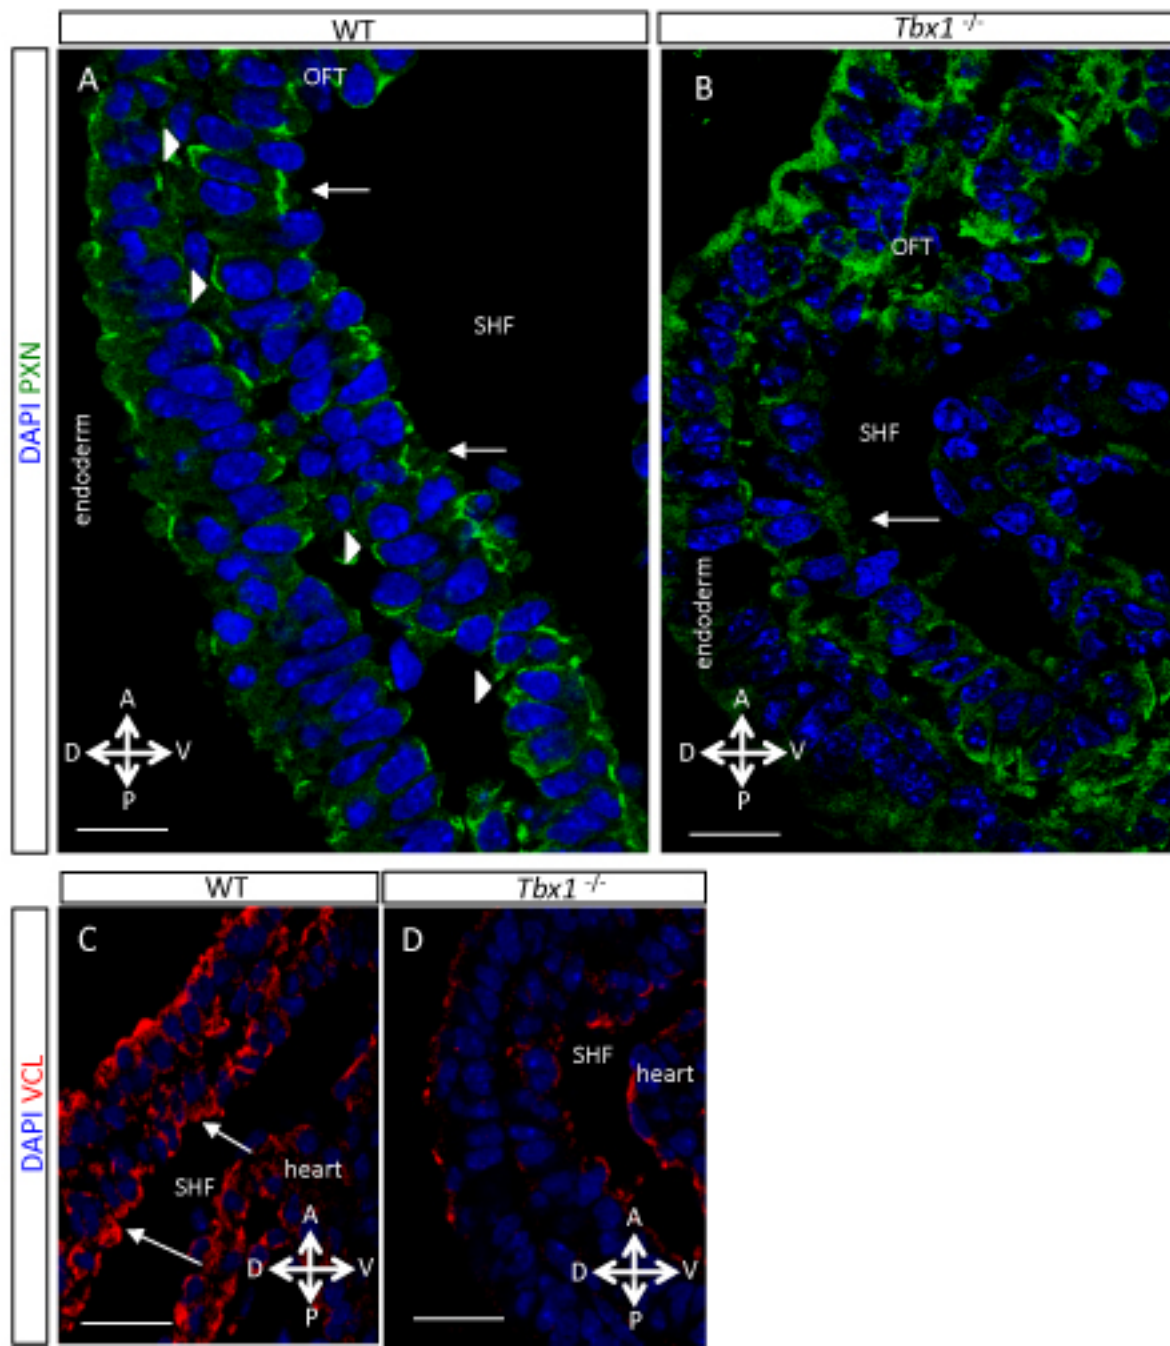 WT
Tbx1 -/-
DAPI PXN
A
OFT
SHF
endoderm
A
D V
P
B
OFT
SHF
endoderm
A
D V
P
WT
Tbx1 -/-
DAPI VCL
C
heart
SHF
A
D V
P
D
SHF
heart
A
D V
P